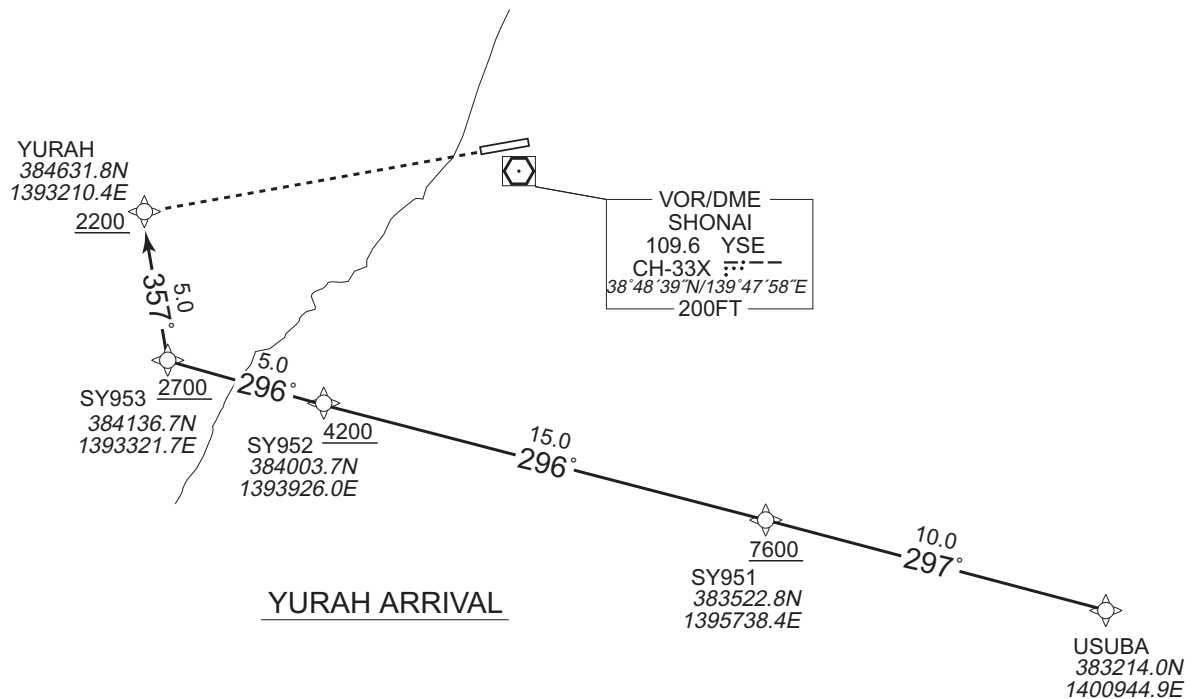 YURAH
384631.8N
1393210.4E
2200
VOR/DME
SHONAI
109.6 YSE
CH-33X
38°48´39˝N/139°47´58˝E
200FT
5.0
357°
5.0
296°
2700
SY953
384136.7N
1393321.7E
4200
SY952
384003.7N
1393926.0E
15.0
296°
7600
SY951
383522.8N
1395738.4E
10.0
297°
YURAH ARRIVAL
USUBA
383214.0N
1400944.9E